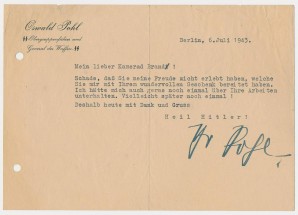 Oswald Pohl
SS-Obergruppenführer und
General der Waffen-SS
Berlin, 6.Juli 1943.
Mein lieber Kamerad Brandt!
Schade, daß Sie meine Freude nicht erlebt haben, welche
Sie mir mit Ihrem wundervollen Geschenk bereitet haben.
Ich hätte mich auch gerne noch einmal über Ihre Arbeiten
unterhalten. Vielleicht später noch einmal !
Deshalb heute mit Dank und Gruss
Heil Hitler!
Ihr Pohl.